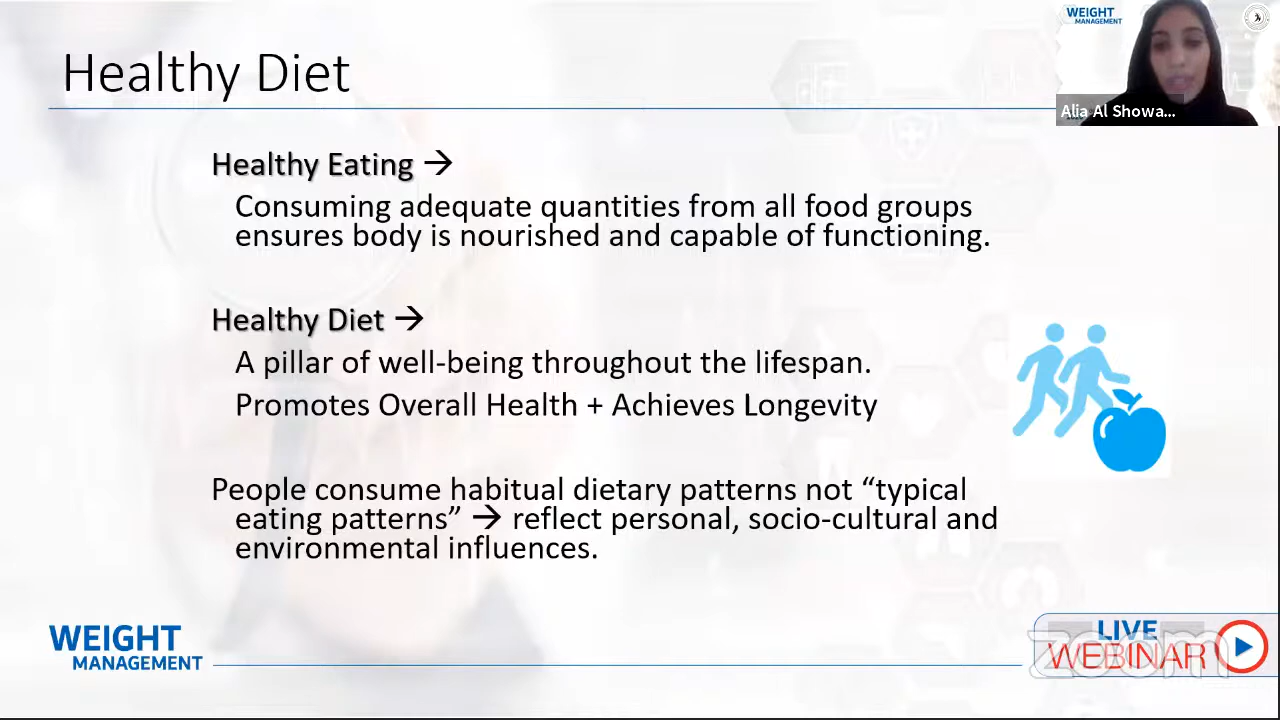 WEIGHT
MANAGEMENT
Healthy Diet
Alia Al Showa...
Healthy Eating →
Consuming adequate quantities from all food groups
ensures body is nourished and capable of functioning.
Healthy Diet →
A pillar of well-being throughout the lifespan.
Promotes Overall Health + Achieves Longevity
People consume habitual dietary patterns not “typical
eating patterns” → reflect personal, socio-cultural and
environmental influences.
WEIGHT
MANAGEMENT
LIVE
WEBINAR
zoom